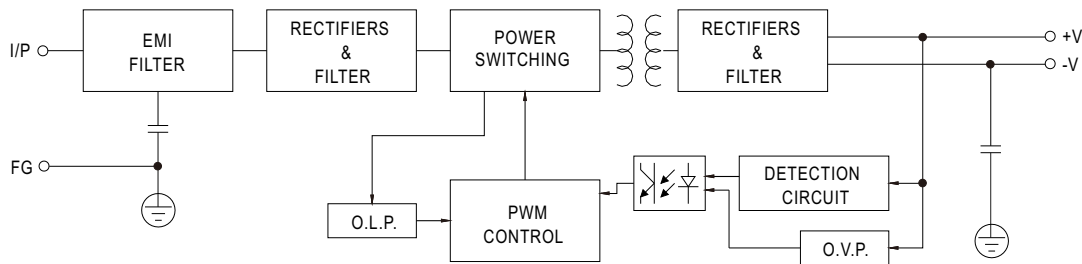 I/P
EMI
FILTER
RECTIFIERS
&
FILTER
POWER
SWITCHING
RECTIFIERS
&
FILTER
+V
-V
FG
O.L.P.
PWM
CONTROL
DETECTION
CIRCUIT
O.V.P.